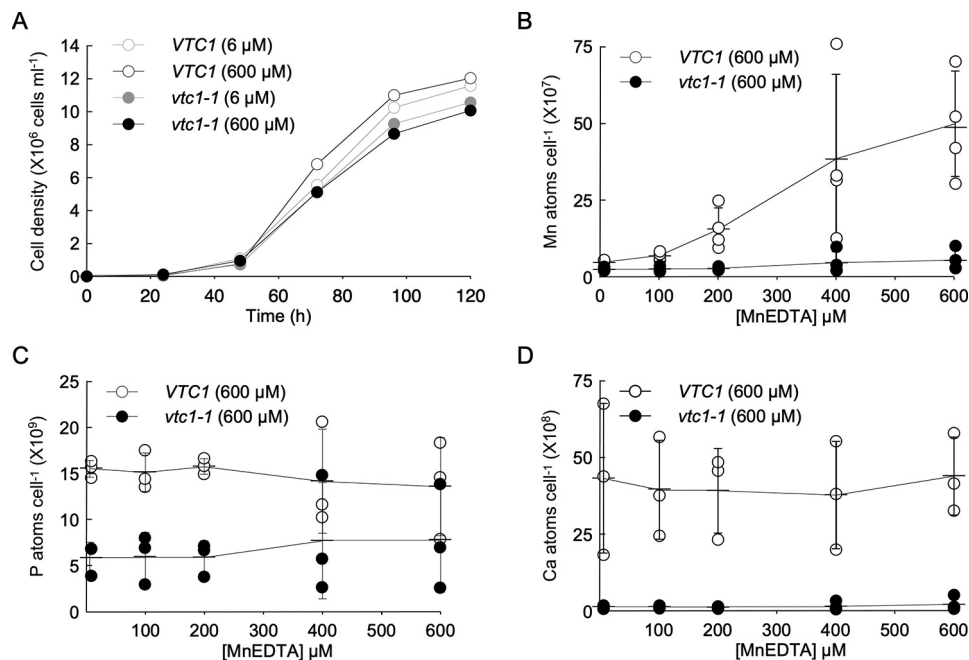 A
VTC1 (6 µM)
VTC1 (600 µM)
vtc1-1 (6 µM)
vtc1-1 (600 µM)
Cell density (X10⁶ cells ml⁻¹)
14
12
10
8
6
4
2
0
0 20 40 60 80 100 120
Time (h)
B
VTC1 (600 µM)
vtc1-1 (600 µM)
Mn atoms cell⁻¹ (X10⁷)
75
50
25
0
0 100 200 300 400 500 600
[MnEDTA] µM
C
VTC1 (600 µM)
vtc1-1 (600 µM)
P atoms cell⁻¹ (X10⁹)
25
20
15
10
5
0
100 200 300 400 500 600
[MnEDTA] µM
D
VTC1 (600 µM)
vtc1-1 (600 µM)
Ca atoms cell⁻¹ (X10⁸)
75
50
25
0
100 200 300 400 500 600
[MnEDTA] µM